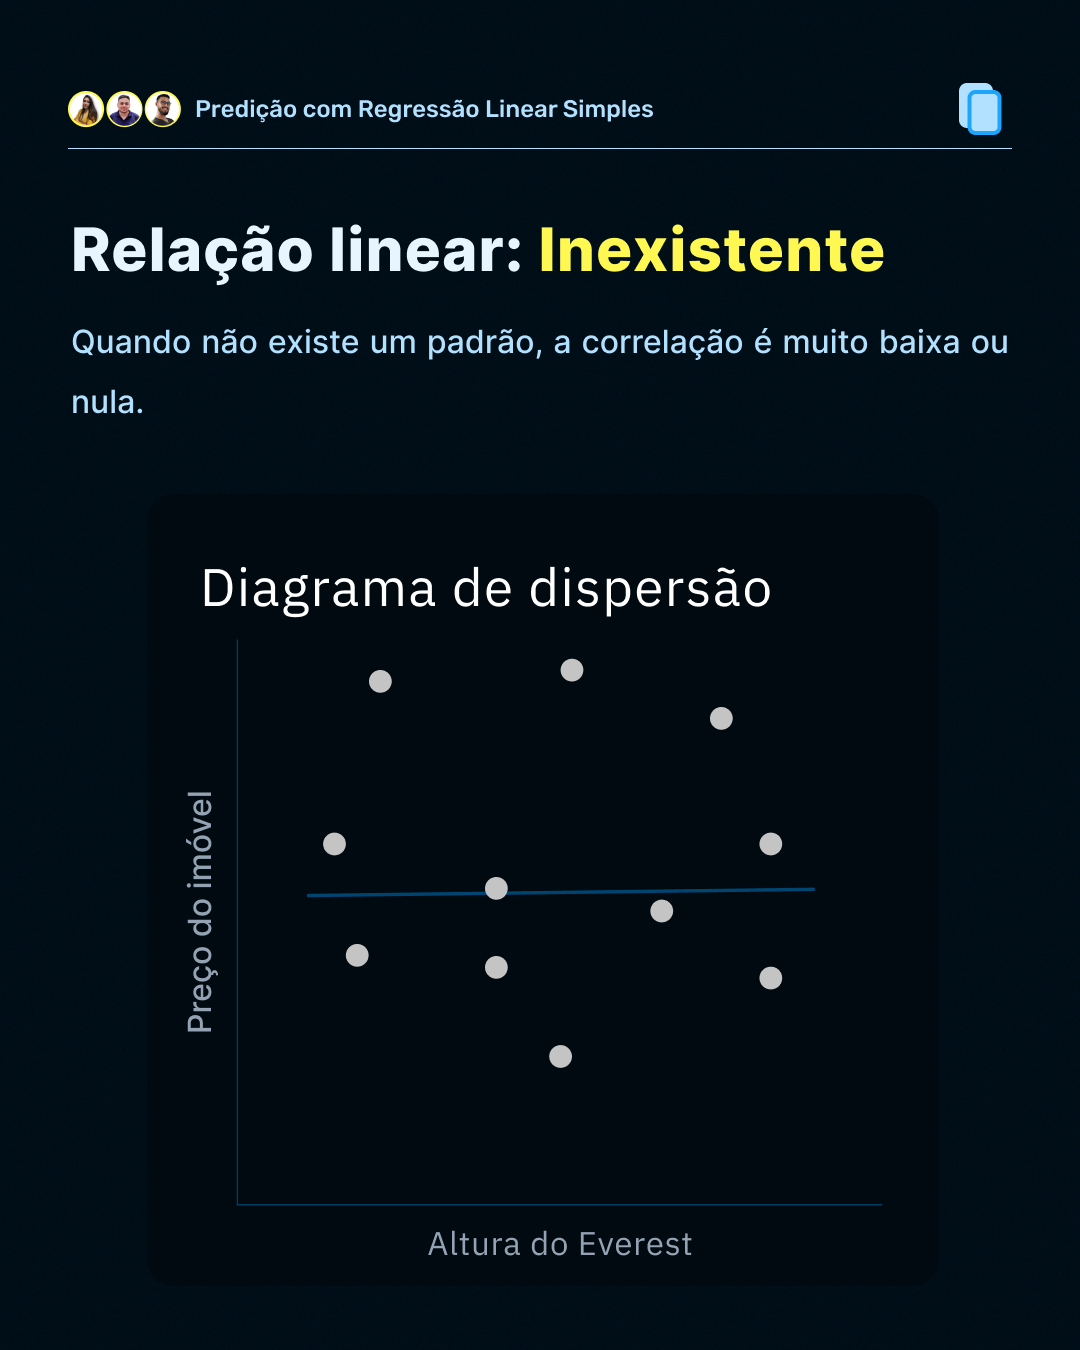 Predição com Regressão Linear Simples
Relação linear: Inexistente
Quando não existe um padrão, a correlação é muito baixa ou
nula.
Diagrama de dispersão
Preço do imóvel
Altura do Everest